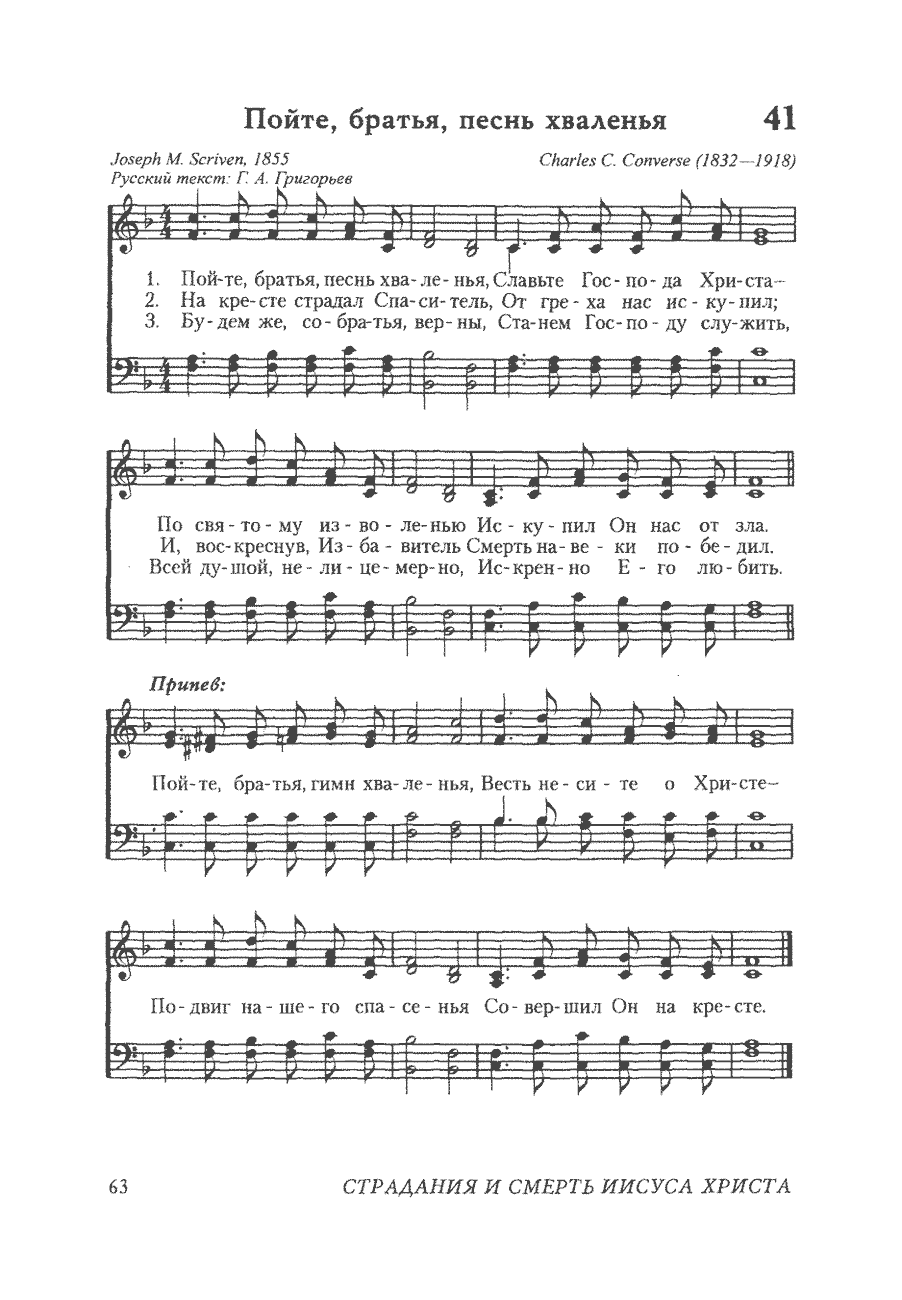 Пойте, братья, песнь хваленья 41
Joseph M. Scriven, 1855 Charles C. Converse (1832—1918)
Русский текст: Г. А. Григорьев
1. Пой-те, братья, песнь хва-ле-нья, Славьте Гос-по-да Хри-ста—
2. На кре-сте страдал Спа-си-тель, От гре-ха нас ис-ку-пил;
3. Бу-дем же, со-бра-тья, вер-ны, Ста-нем Гос-по-ду слу-жить,
По свя-то-му из-во-ле-нью Ис-ку-пил Он нас от зла.
И, вос-креснув, Из-ба-витель Смерть на-ве-ки по-бе-дил.
Всей ду-шой, не-ли-це-мер-но, Ис-крен-но Е-го лю-бить.
Припев:
Пой-те, бра-тья, гимн хва-ле-нья, Весть не-си-те о Хри-сте—
По-двиг на-ше-го спа-се-нья Со-вер-шил Он на кре-сте.
63 СТРАДАНИЯ И СМЕРТЬ ИИСУСА ХРИСТА